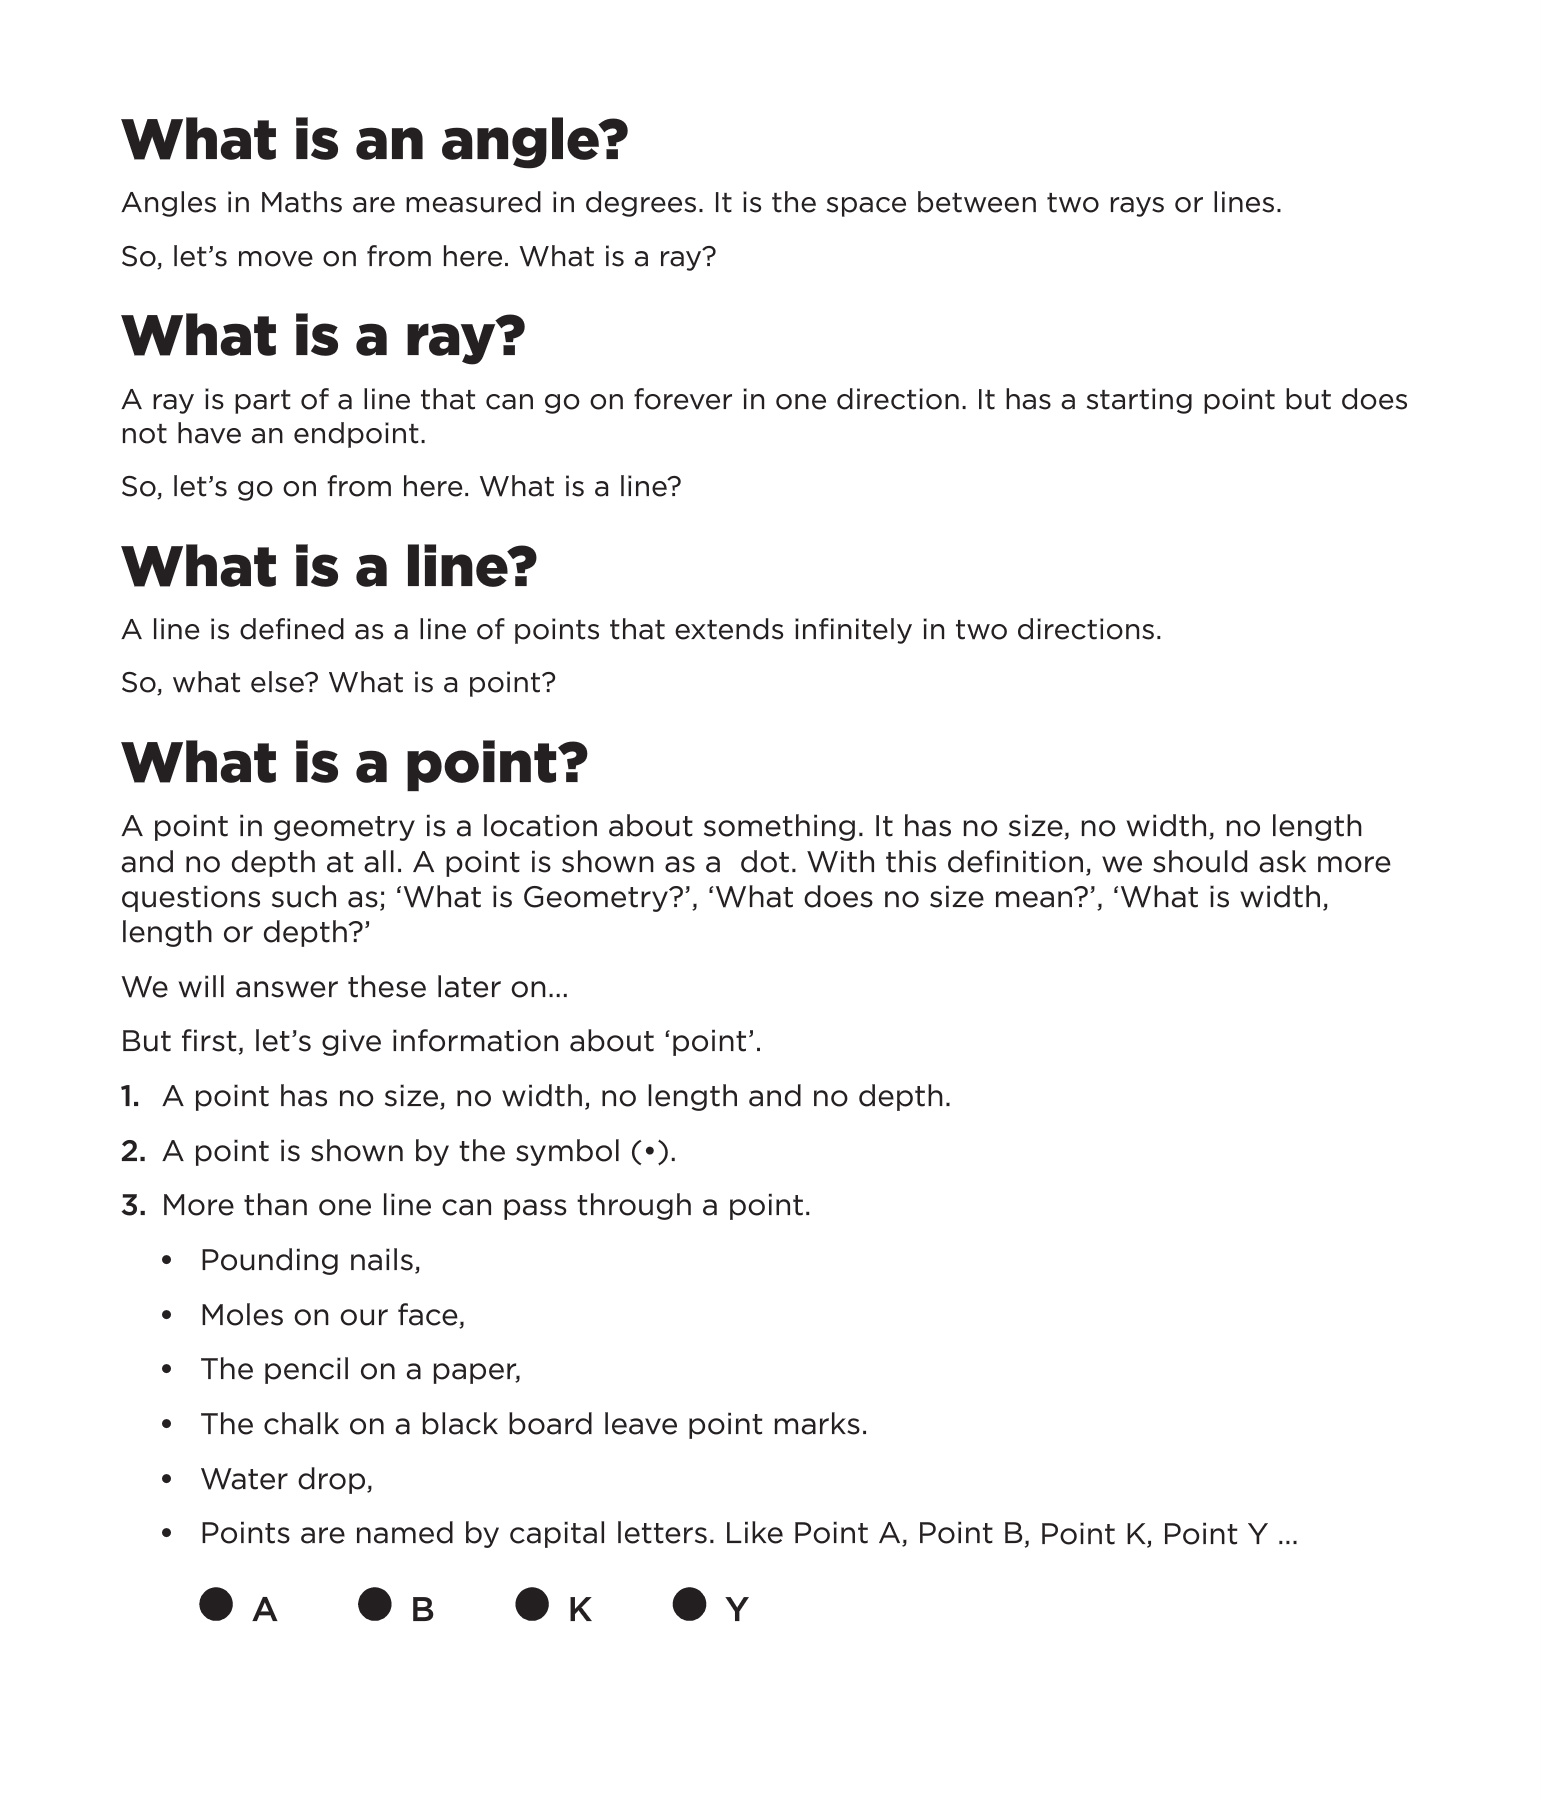 What is an angle?
Angles in Maths are measured in degrees. It is the space between two rays or lines.
So, let’s move on from here. What is a ray?
What is a ray?
A ray is part of a line that can go on forever in one direction. It has a starting point but does
not have an endpoint.
So, let’s go on from here. What is a line?
What is a line?
A line is defined as a line of points that extends infinitely in two directions.
So, what else? What is a point?
What is a point?
A point in geometry is a location about something. It has no size, no width, no length
and no depth at all. A point is shown as a  dot. With this definition, we should ask more
questions such as; ‘What is Geometry?’, ‘What does no size mean?’, ‘What is width,
length or depth?’
We will answer these later on...
But first, let’s give information about ‘point’.
1. A point has no size, no width, no length and no depth.
2. A point is shown by the symbol (•).
3. More than one line can pass through a point.
• Pounding nails,
• Moles on our face,
• The pencil on a paper,
• The chalk on a black board leave point marks.
• Water drop,
• Points are named by capital letters. Like Point A, Point B, Point K, Point Y ...
● A ● B ● K ● Y